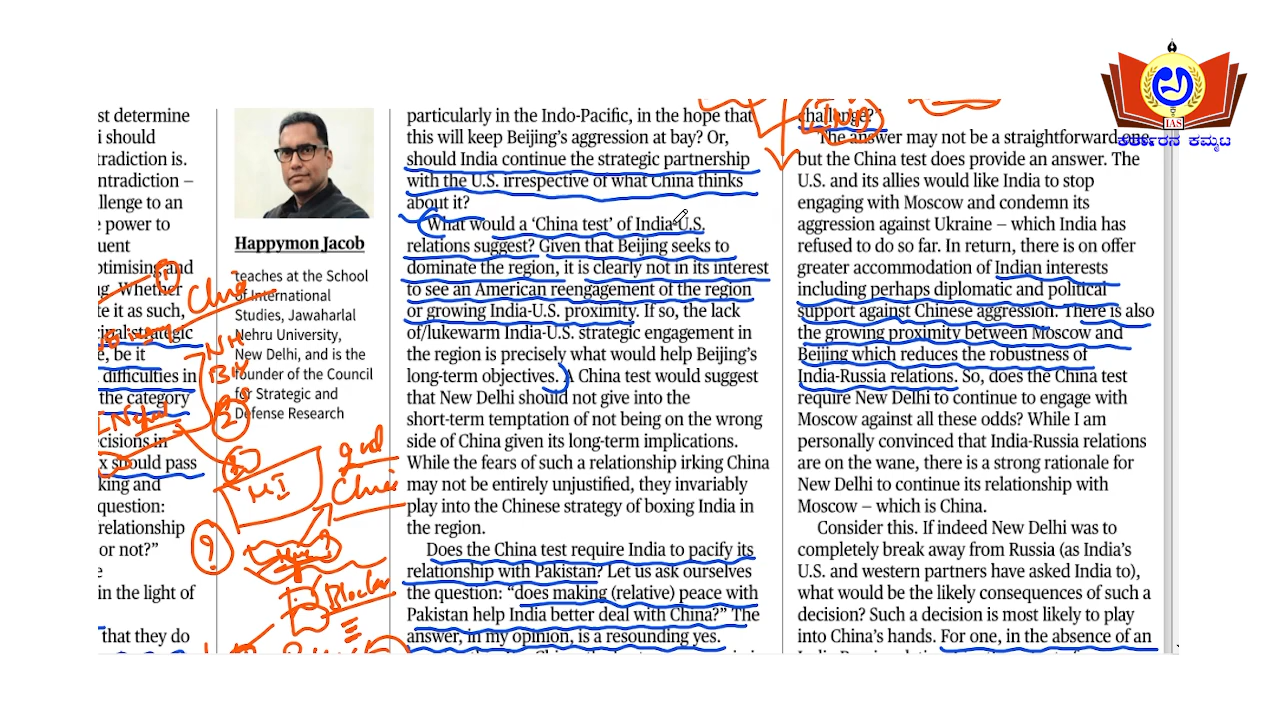 st determine
i should
tradiction is.
ntradiction –
llenge to an
e power to
quent
ptimising and
g. Whether
te it as such,
cipal strategic
e, be it
difficulties in
the category
ecisions in
x should pass
king and
question:
relationship
or not?”
e
in the light of
that they do
Happymon Jacob
teaches at the School
of International
Studies, Jawaharlal
Nehru University,
New Delhi, and is the
founder of the Council
for Strategic and
Defense Research
particularly in the Indo-Pacific, in the hope that
this will keep Beijing’s aggression at bay? Or,
should India continue the strategic partnership
with the U.S. irrespective of what China thinks
about it?
What would a ‘China test’ of India-U.S.
relations suggest? Given that Beijing seeks to
dominate the region, it is clearly not in its interest
to see an American reengagement of the region
or growing India-U.S. proximity. If so, the lack
of/lukewarm India-U.S. strategic engagement in
the region is precisely what would help Beijing’s
long-term objectives. A China test would suggest
that New Delhi should not give into the
short-term temptation of not being on the wrong
side of China given its long-term implications.
While the fears of such a relationship irking China
may not be entirely unjustified, they invariably
play into the Chinese strategy of boxing India in
the region.
Does the China test require India to pacify its
relationship with Pakistan? Let us ask ourselves
the question: “does making (relative) peace with
Pakistan help India better deal with China?” The
answer, in my opinion, is a resounding yes.
challenge?”
The answer may not be a straightforward one,
but the China test does provide an answer. The
U.S. and its allies would like India to stop
engaging with Moscow and condemn its
aggression against Ukraine – which India has
refused to do so far. In return, there is on offer
greater accommodation of Indian interests
including perhaps diplomatic and political
support against Chinese aggression. There is also
the growing proximity between Moscow and
Beijing which reduces the robustness of
India-Russia relations. So, does the China test
require New Delhi to continue to engage with
Moscow against all these odds? While I am
personally convinced that India-Russia relations
are on the wane, there is a strong rationale for
New Delhi to continue its relationship with
Moscow – which is China.
Consider this. If indeed New Delhi was to
completely break away from Russia (as India’s
U.S. and western partners have asked India to),
what would be the likely consequences of such a
decision? Such a decision is most likely to play
into China’s hands. For one, in the absence of an
IAS
NH
2
MI
?